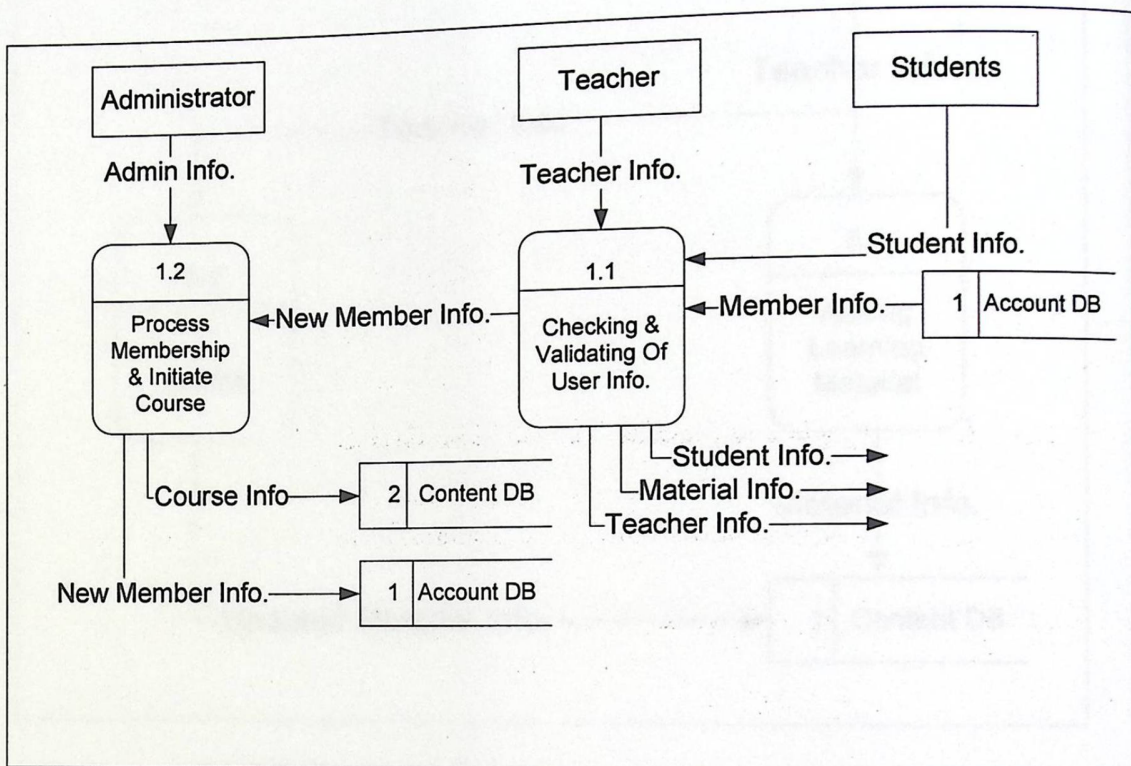 Administrator
Teacher
Students
Admin Info.
Teacher Info.
Student Info.
1.2
Process
Membership
& Initiate
Course
New Member Info.
1.1
Checking &
Validating Of
User Info.
Member Info.
1 Account DB
Course Info
2 Content DB
New Member Info.
1 Account DB
Student Info.
Material Info.
Teacher Info.